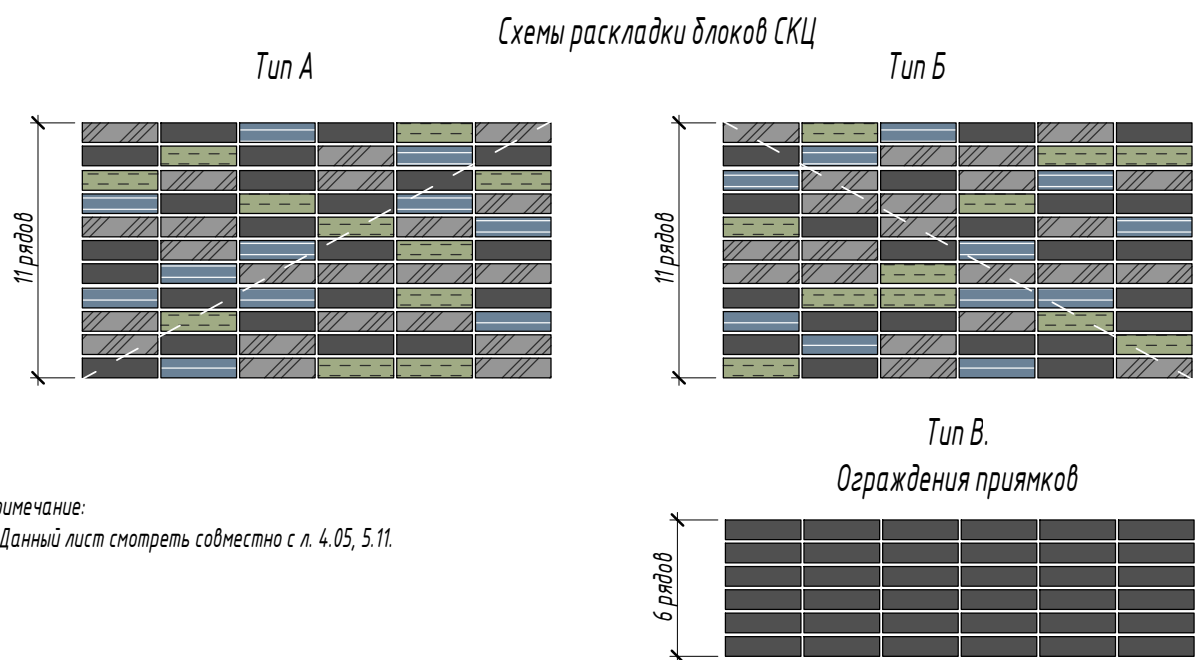 Схемы раскладки блоков СКЦ
Тип А
Тип Б
11 рядов
11 рядов
Тип В.
Ограждения приямков
римечание:
Данный лист смотреть совместно с л. 4.05, 5.11.
6 рядов